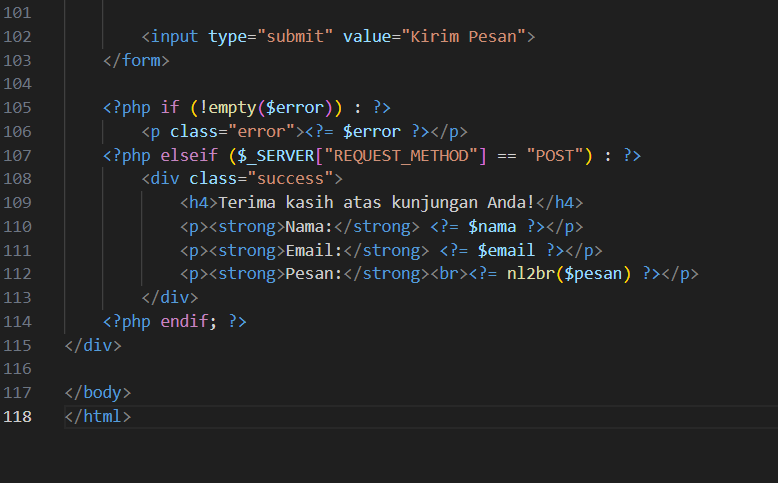 101
102 <input type="submit" value="Kirim Pesan">
103 </form>
104
105 <?php if (!empty($error)) : ?>
106 <p class="error"><?= $error ?></p>
107 <?php elseif ($_SERVER["REQUEST_METHOD"] == "POST") : ?>
108 <div class="success">
109 <h4>Terima kasih atas kunjungan Anda!</h4>
110 <p><strong>Nama:</strong> <?= $nama ?></p>
111 <p><strong>Email:</strong> <?= $email ?></p>
112 <p><strong>Pesan:</strong><br><?= nl2br($pesan) ?></p>
113 </div>
114 <?php endif; ?>
115 </div>
116
117 </body>
118 </html>